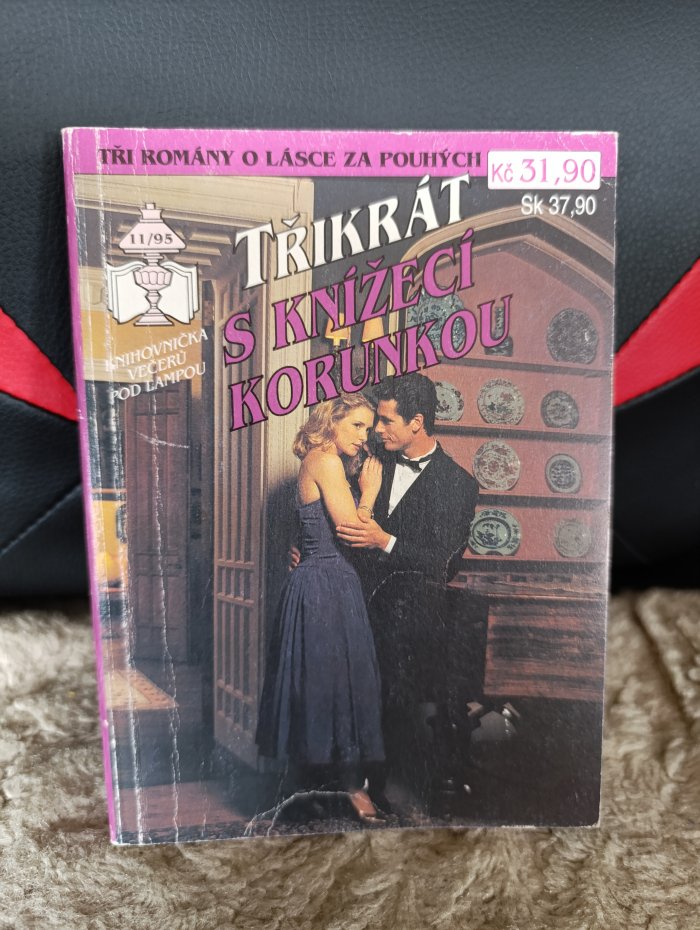 TŘI ROMÁNY O LÁSCE ZA POUHÝCH
Kč 31,90
Sk 37,90
11/95
KNIHOVNIČKA
VEČERŮ
POD LAMPOU
TŘIKRÁT
S KNÍŽECÍ
KORUNKOU